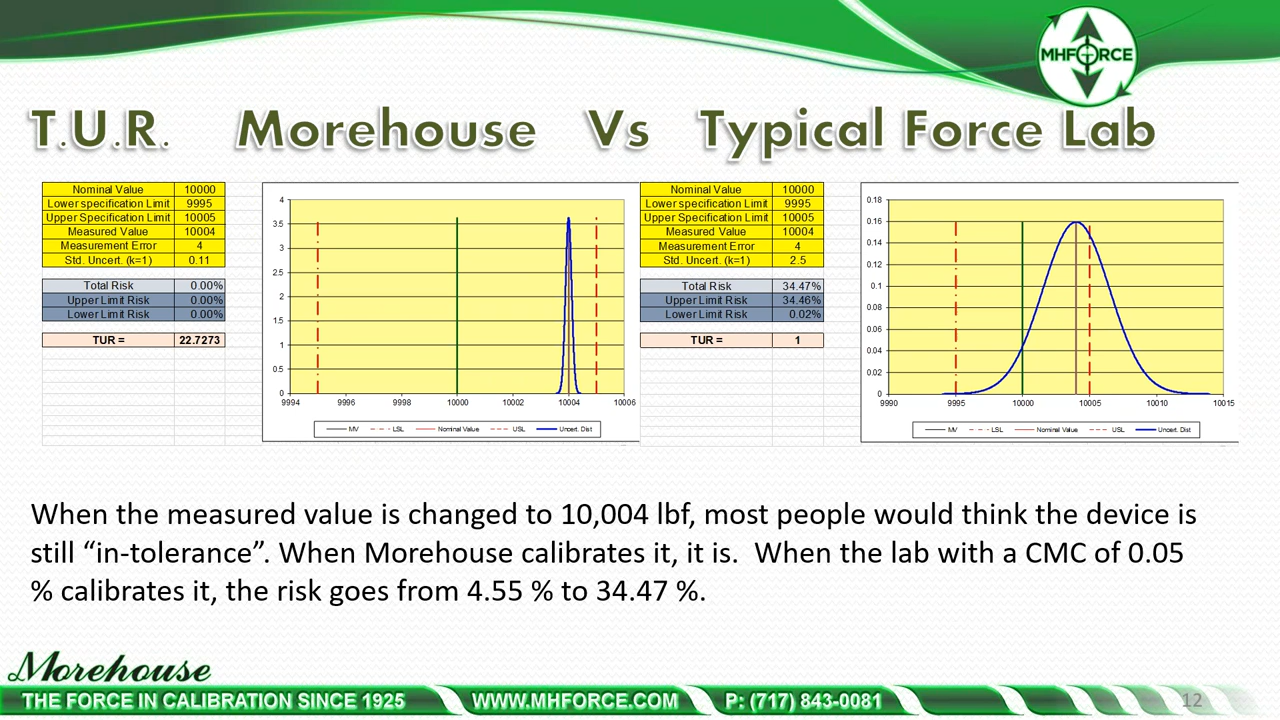 MHFORCE
T.U.R. Morehouse Vs Typical Force Lab
Nominal Value 10000
Lower specification Limit 9995
Upper Specification Limit 10005
Measured Value 10004
Measurement Error 4
Std. Uncert. (k=1) 0.11
Total Risk 0.00%
Upper Limit Risk 0.00%
Lower Limit Risk 0.00%
TUR = 22.7273
4
3.5
3
2.5
2
1.5
1
0.5
0
9994 9996 9998 10000 10002 10004 10006
MV LSL Nominal Value USL Uncert. Dist
Nominal Value 10000
Lower specification Limit 9995
Upper Specification Limit 10005
Measured Value 10004
Measurement Error 4
Std. Uncert. (k=1) 2.5
Total Risk 34.47%
Upper Limit Risk 34.46%
Lower Limit Risk 0.02%
TUR = 1
0.18
0.16
0.14
0.12
0.1
0.08
0.06
0.04
0.02
0
9990 9995 10000 10005 10010 10015
MV LSL Nominal Value USL Uncert. Dist
When the measured value is changed to 10,004 lbf, most people would think the device is
still “in-tolerance”. When Morehouse calibrates it, it is. When the lab with a CMC of 0.05
% calibrates it, the risk goes from 4.55 % to 34.47 %.
Morehouse
THE FORCE IN CALIBRATION SINCE 1925 WWW.MHFORCE.COM P: (717) 843-0081 12